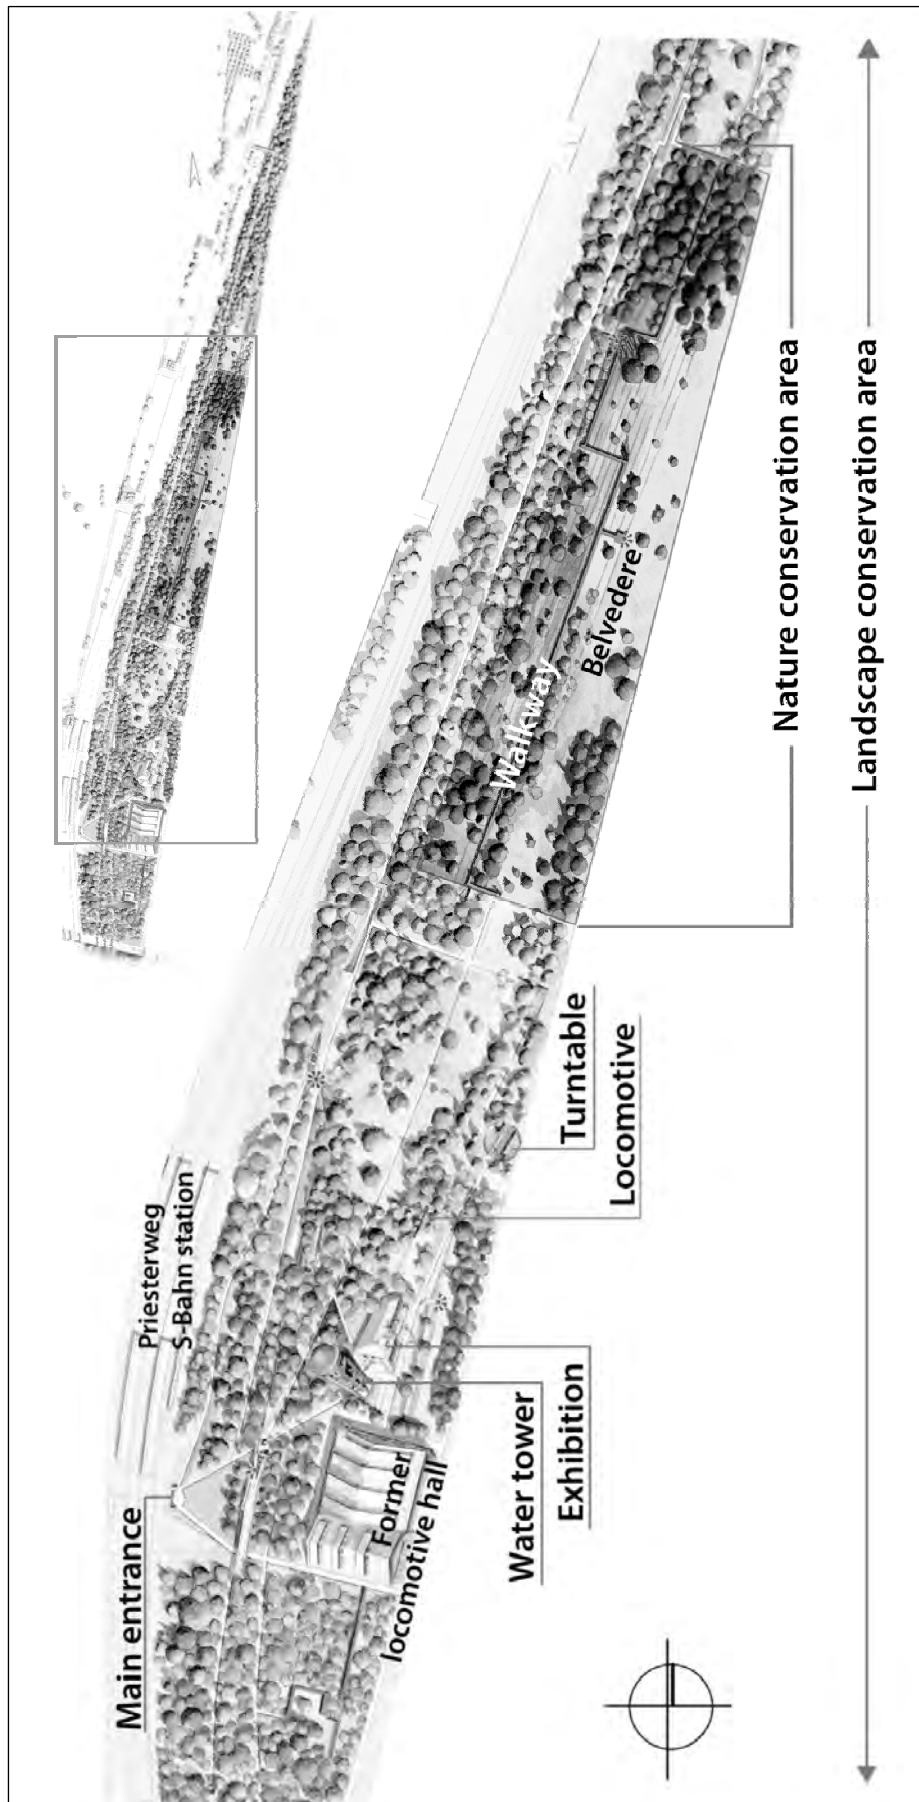 Main entrance
Priesterweg
S-Bahn station
Former
locomotive hall
Water tower
Exhibition
Locomotive
Turntable
Walkway
Belvedere
Nature conservation area
Landscape conservation area